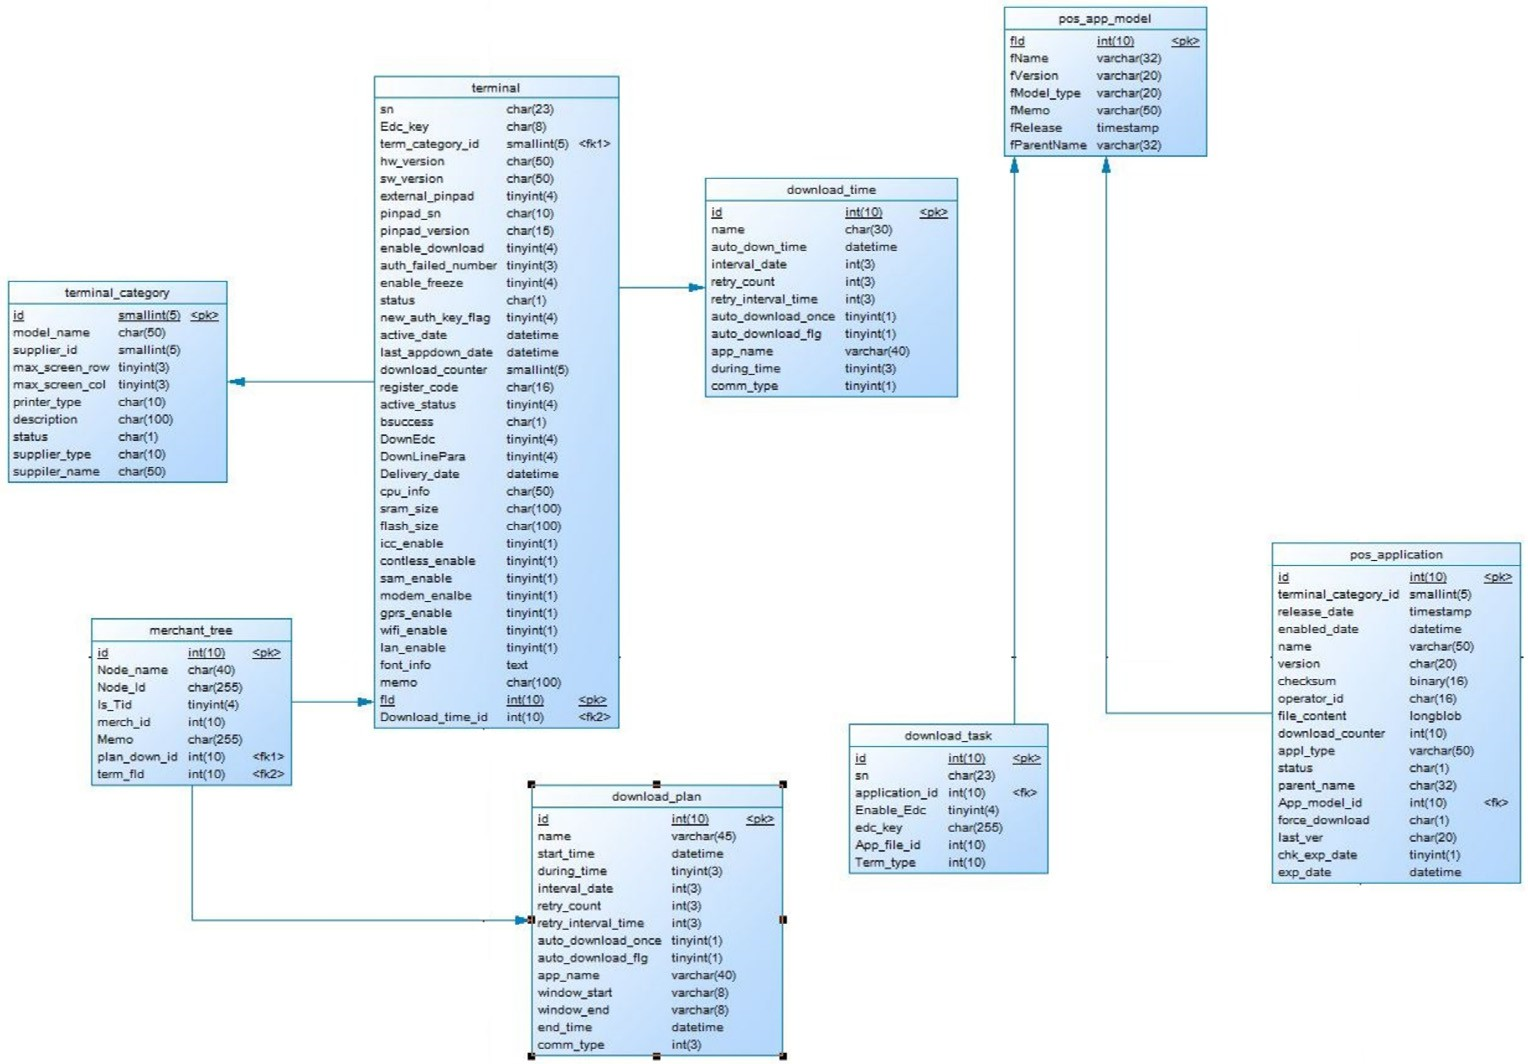 pos_app_model
fId int(10) <pk>
fName varchar(32)
fVersion varchar(20)
fModel_type varchar(20)
fMemo varchar(50)
fRelease timestamp
fParentName varchar(32)
terminal
sn char(23)
Edc_key char(8)
term_category_id smallint(5) <fk1>
hw_version char(50)
sw_version char(50)
external_pinpad tinyint(4)
pinpad_sn char(10)
pinpad_version char(15)
enable_download tinyint(4)
auth_failed_number tinyint(3)
enable_freeze tinyint(4)
status char(1)
new_auth_key_flag tinyint(4)
active_date datetime
last_appdown_date datetime
download_counter smallint(5)
register_code char(16)
active_status tinyint(4)
bsuccess char(1)
DownEdc tinyint(4)
DownLinePara tinyint(4)
Delivery_date datetime
cpu_info char(50)
sram_size char(100)
flash_size char(100)
icc_enable tinyint(1)
contless_enable tinyint(1)
sam_enable tinyint(1)
modem_enalbe tinyint(1)
gprs_enable tinyint(1)
wifi_enable tinyint(1)
lan_enable tinyint(1)
font_info text
memo char(100)
fId int(10) <pk>
Download_time_id int(10) <fk2>
download_time
id int(10) <pk>
name char(30)
auto_down_time datetime
interval_date int(3)
retry_count int(3)
retry_interval_time int(3)
auto_download_once tinyint(1)
auto_download_flg tinyint(1)
app_name varchar(40)
during_time tinyint(3)
comm_type tinyint(1)
terminal_category
id smallint(5) <pk>
model_name char(50)
supplier_id smallint(5)
max_screen_row tinyint(3)
max_screen_col tinyint(3)
printer_type char(10)
description char(100)
status char(1)
supplier_type char(10)
suppiler_name char(50)
pos_application
id int(10) <pk>
terminal_category_id smallint(5)
release_date timestamp
enabled_date datetime
name varchar(50)
version char(20)
checksum binary(16)
operator_id char(16)
file_content longblob
download_counter int(10)
appl_type varchar(50)
status char(1)
parent_name char(32)
App_model_id int(10) <fk>
force_download char(1)
last_ver char(20)
chk_exp_date tinyint(1)
exp_date datetime
merchant_tree
id int(10) <pk>
Node_name char(40)
Node_Id char(255)
Is_Tid tinyint(4)
merch_id int(10)
Memo char(255)
plan_down_id int(10) <fk1>
term_fId int(10) <fk2>
download_task
id int(10) <pk>
sn char(23)
application_id int(10) <fk>
Enable_Edc tinyint(4)
edc_key char(255)
App_file_id int(10)
Term_type int(10)
download_plan
id int(10) <pk>
name varchar(45)
start_time datetime
during_time tinyint(3)
interval_date int(3)
retry_count int(3)
retry_interval_time int(3)
auto_download_once tinyint(1)
auto_download_flg tinyint(1)
app_name varchar(40)
window_start varchar(8)
window_end varchar(8)
end_time datetime
comm_type int(3)